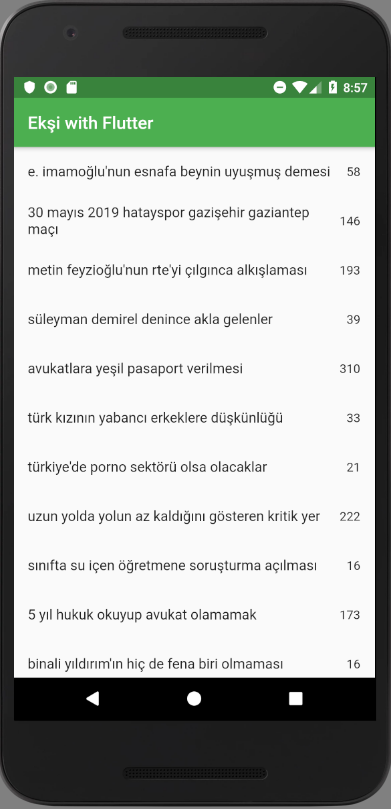 8:57
Ekşi with Flutter
e. imamoğlu'nun esnafa beynin uyuşmuş demesi 58
30 mayıs 2019 hatayspor gazişehir gaziantep
maçı 146
metin feyzioğlu'nun rte'yi çılgınca alkışlaması 193
süleyman demirel denince akla gelenler 39
avukatlara yeşil pasaport verilmesi 310
türk kızının yabancı erkeklere düşkünlüğü 33
türkiye'de porno sektörü olsa olacaklar 21
uzun yolda yolun az kaldığını gösteren kritik yer 222
sınıfta su içen öğretmene soruşturma açılması 16
5 yıl hukuk okuyup avukat olamamak 173
binali yıldırım'ın hiç de fena biri olmaması 16